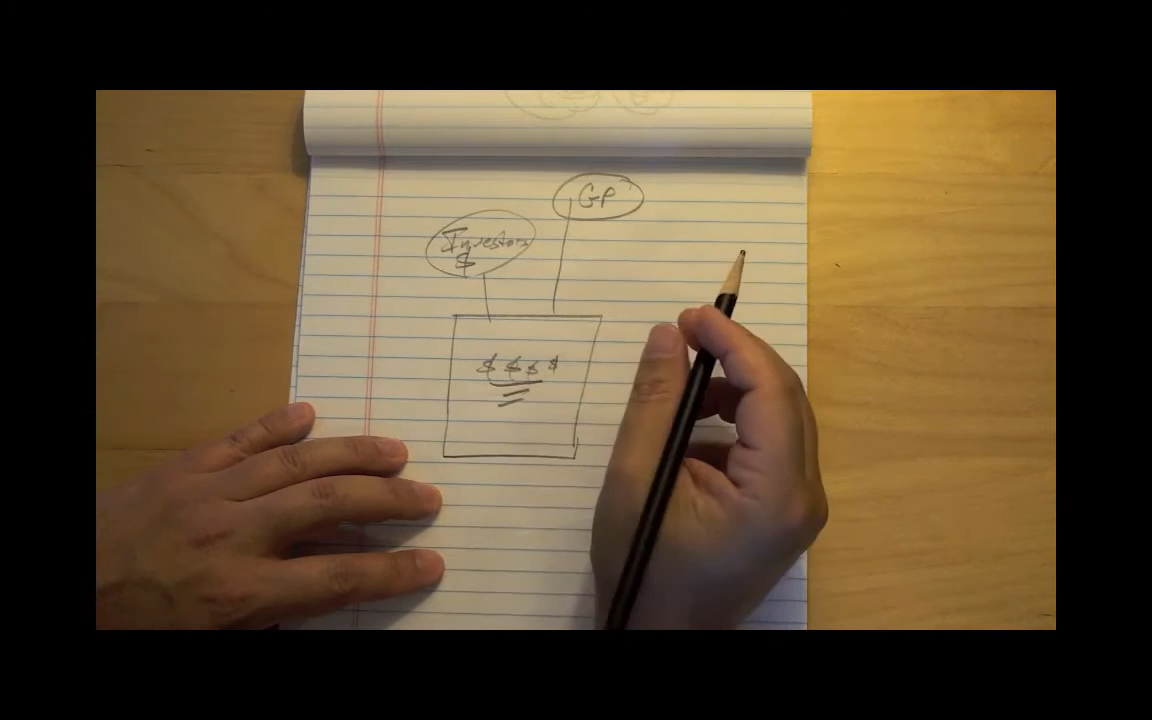 GP
Investors
$
$ $ $ $